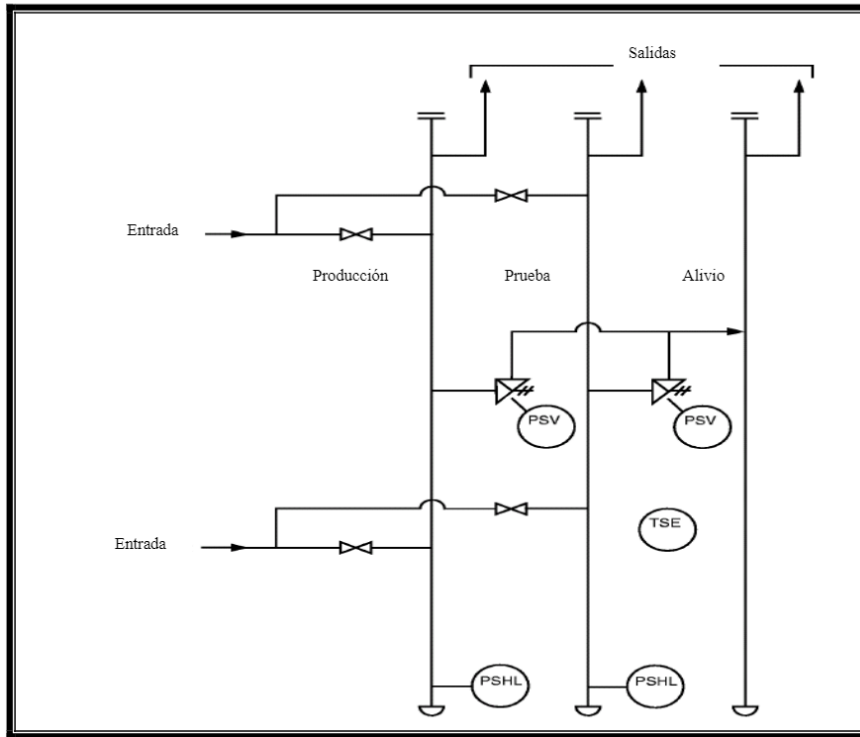 Salidas
Entrada
Producción
Prueba
Alivio
PSV
PSV
TSE
Entrada
PSHL
PSHL